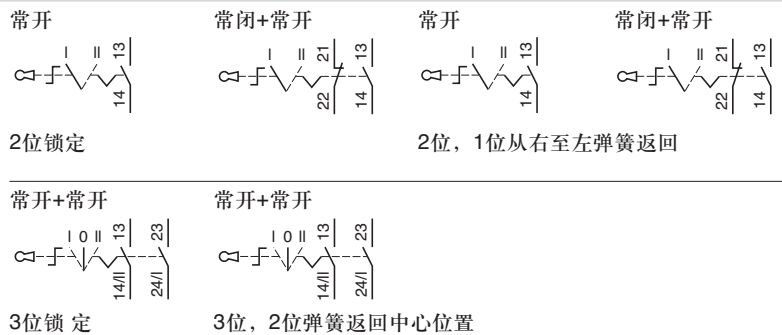 常开 常闭+常开 常开 常闭+常开
I II 13 14
I II 21 22 13 14
I II 13 14
I II 21 22 13 14
2位锁定 2位，1位从右至左弹簧返回
常开+常开 常开+常开
I 0 II 13 14/II 23 24/I
I 0 II 13 14/II 23 24/I
3位锁 定 3位，2位弹簧返回中心位置